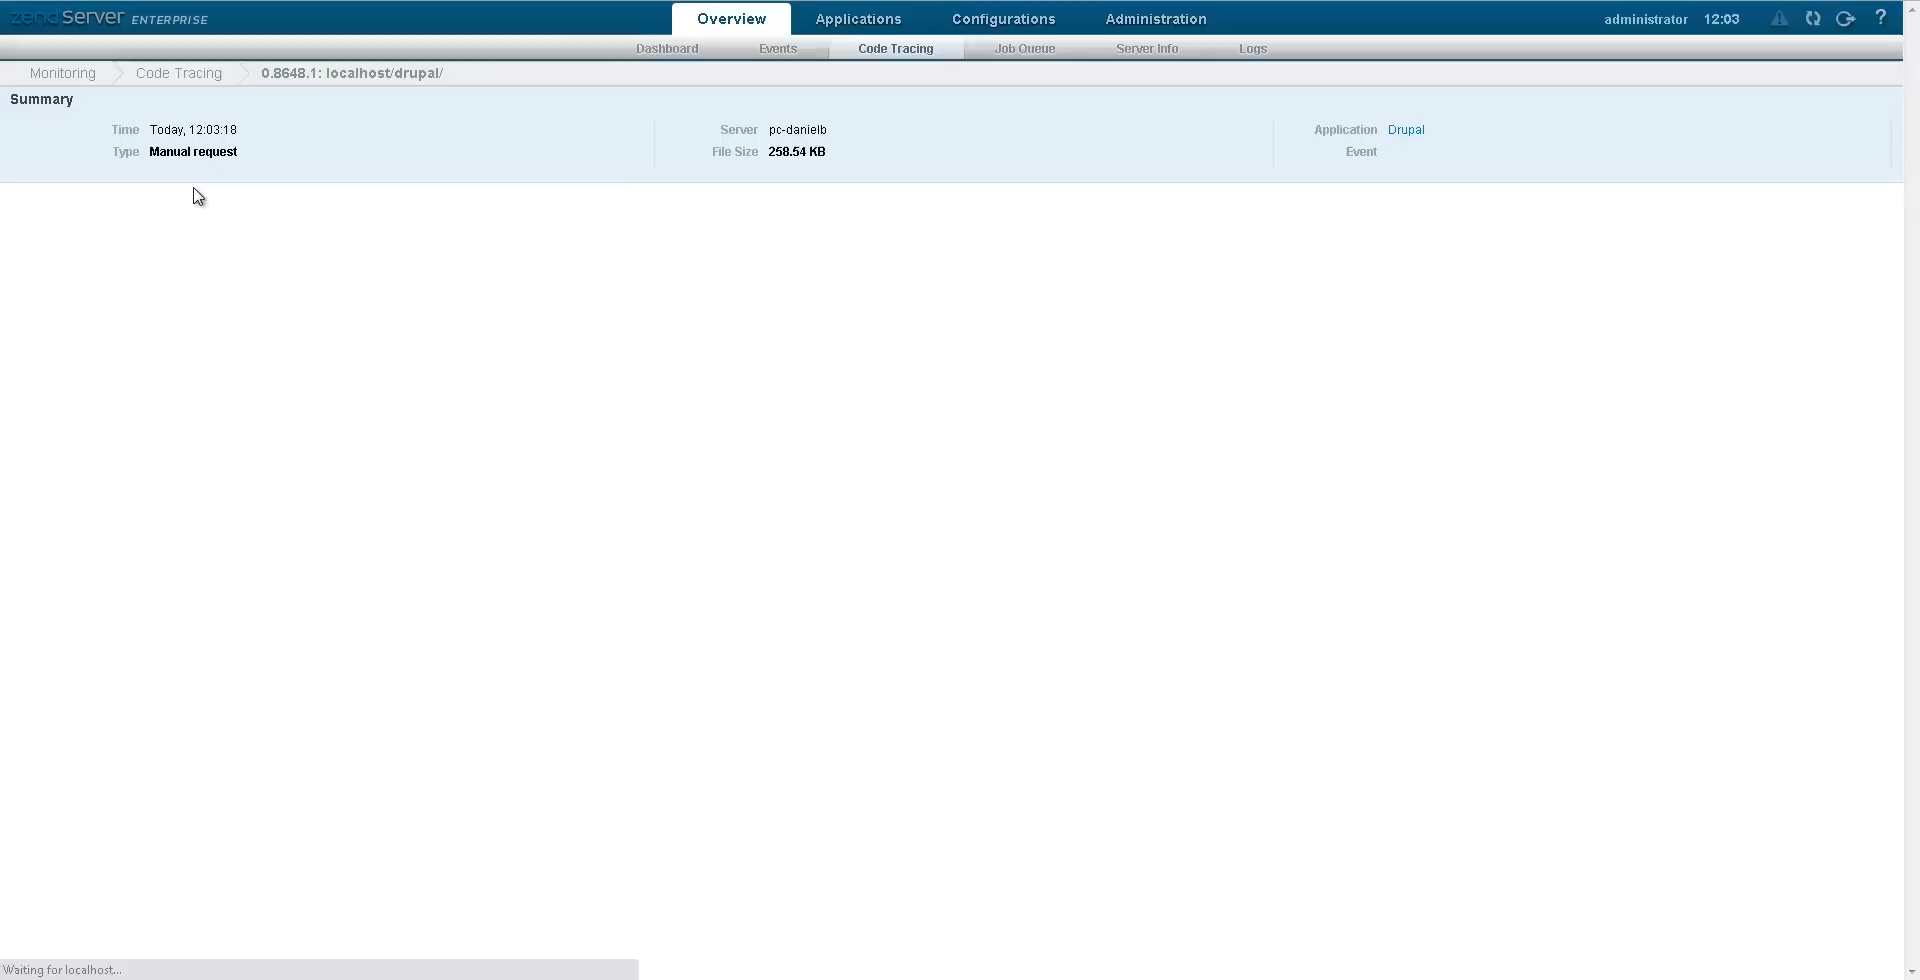 zend Server ENTERPRISE
Overview Applications Configurations Administration administrator 12:03 ?
Dashboard Events Code Tracing Job Queue Server Info Logs
Monitoring Code Tracing 0.8648.1: localhost/drupal/
Summary
Time Today, 12:03:18 Server pc-danielb Application Drupal
Type Manual request File Size 258.54 KB Event
Waiting for localhost...